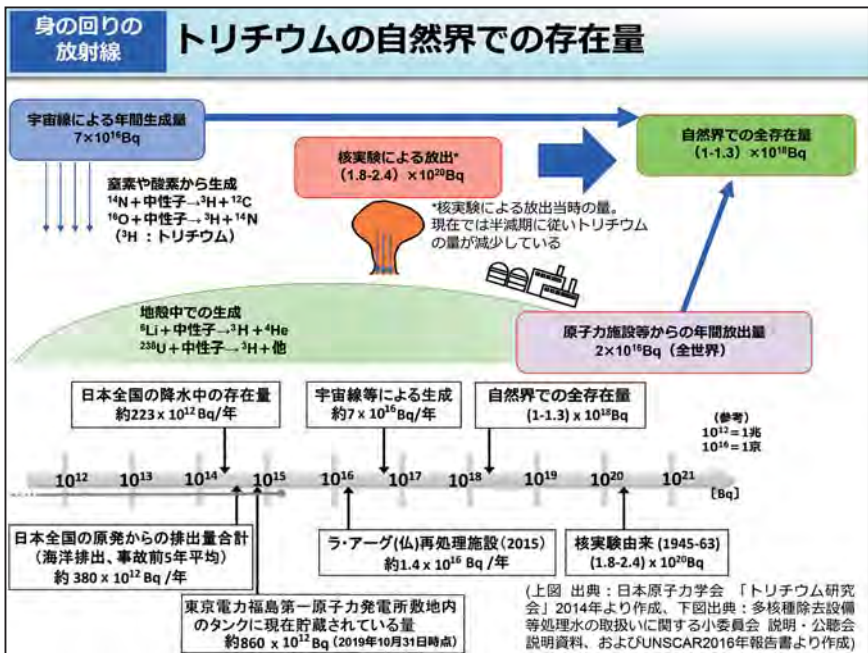 身の回りの
放射線
トリチウムの自然界での存在量
宇宙線による年間生成量
7×10¹⁶Bq
窒素や酸素から生成
¹⁴N＋中性子→³H＋¹²C
¹⁶O＋中性子→³H＋¹⁴N
（³H ：トリチウム）
核実験による放出*
（1.8-2.4）×10²⁰Bq
自然界での全存在量
（1-1.3）×10¹⁸Bq
*核実験による放出当時の量。
現在では半減期に従いトリチウム
の量が減少している
地殻中での生成
⁶Li＋中性子→³H＋⁴He
²³⁸U＋中性子→³H＋他
原子力施設等からの年間放出量
2×10¹⁶Bq（全世界）
日本全国の降水中の存在量
約223 x 10¹² Bq/年
宇宙線等による生成
約7 x 10¹⁶ Bq/年
自然界での全存在量
(1-1.3) x 10¹⁸Bq
（参考）
10¹²＝1兆
10¹⁶＝1京
10¹² 10¹³ 10¹⁴ 10¹⁵ 10¹⁶ 10¹⁷ 10¹⁸ 10¹⁹ 10²⁰ 10²¹
［Bq］
日本全国の原発からの排出量合計
（海洋排出、事故前5年平均）
約 380 x 10¹² Bq /年
東京電力福島第一原子力発電所敷地内
のタンクに現在貯蔵されている量
約860 x 10¹² Bq (2019年10月31日時点)
ラ・アーグ(仏)再処理施設（2015）
約1.4 x 10¹⁶ Bq /年
核実験由来 (1945-63)
(1.8-2.4) x 10²⁰Bq
(上図 出典：日本原子力学会 「トリチウム研究
会」2014年より作成、下図出典：多核種除去設備
等処理水の取扱いに関する小委員会 説明・公聴会
説明資料、およびUNSCAR2016年報告書より作成)